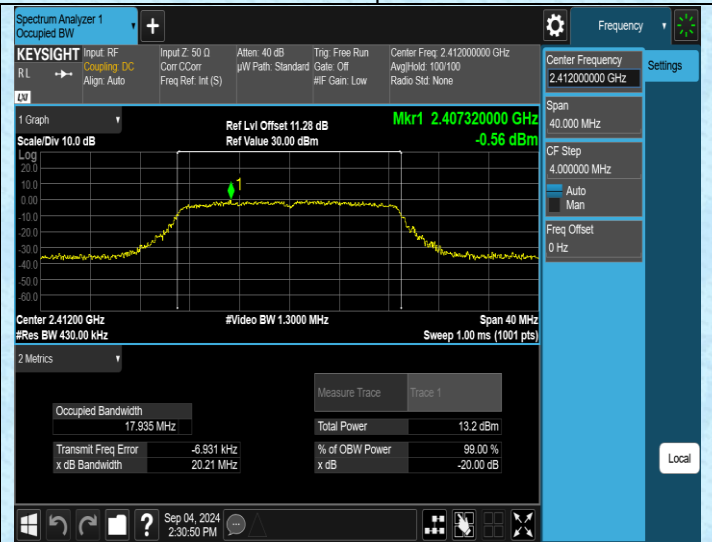 Spectrum Analyzer 1
Occupied BW
Frequency
KEYSIGHT
RL
LXI
Input: RF
Coupling: DC
Align: Auto
Input Z: 50 Ω
Corr CCorr
Freq Ref: Int (S)
Atten: 40 dB
µW Path: Standard
Trig: Free Run
Gate: Off
#IF Gain: Low
Center Freq: 2.412000000 GHz
Avg|Hold: 100/100
Radio Std: None
1 Graph
Scale/Div 10.0 dB
Ref Lvl Offset 11.28 dB
Ref Value 30.00 dBm
Mkr1 2.407320000 GHz
-0.56 dBm
Log
20.0
10.0
0.00
-10.0
-20.0
-30.0
-40.0
-50.0
-60.0
1
Center 2.41200 GHz
#Res BW 430.00 kHz
#Video BW 1.3000 MHz
Span 40 MHz
Sweep 1.00 ms (1001 pts)
2 Metrics
Measure Trace Trace 1
Occupied Bandwidth
17.935 MHz
Total Power 13.2 dBm
Transmit Freq Error -6.931 kHz
% of OBW Power 99.00 %
x dB Bandwidth 20.21 MHz
x dB -20.00 dB
Center Frequency
2.412000000 GHz
Settings
Span
40.000 MHz
CF Step
4.000000 MHz
Auto
Man
Freq Offset
0 Hz
Local
?
Sep 04, 2024
2:30:50 PM